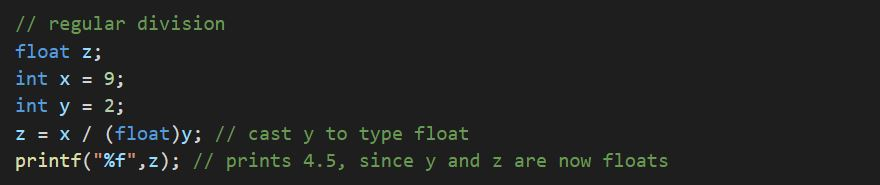 // regular division
float z;
int x = 9;
int y = 2;
z = x / (float)y; // cast y to type float
printf("%f",z); // prints 4.5, since y and z are now floats